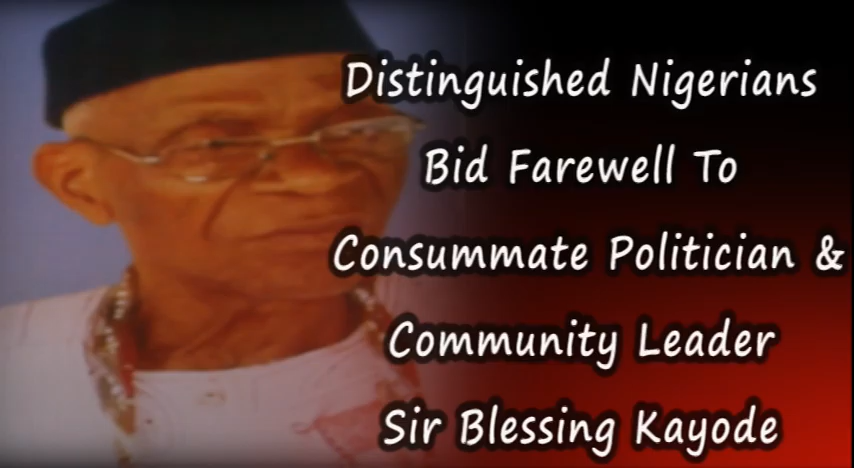 Distinguished Nigerians
Bid Farewell To
Consummate Politician &
Community Leader
Sir Blessing Kayode